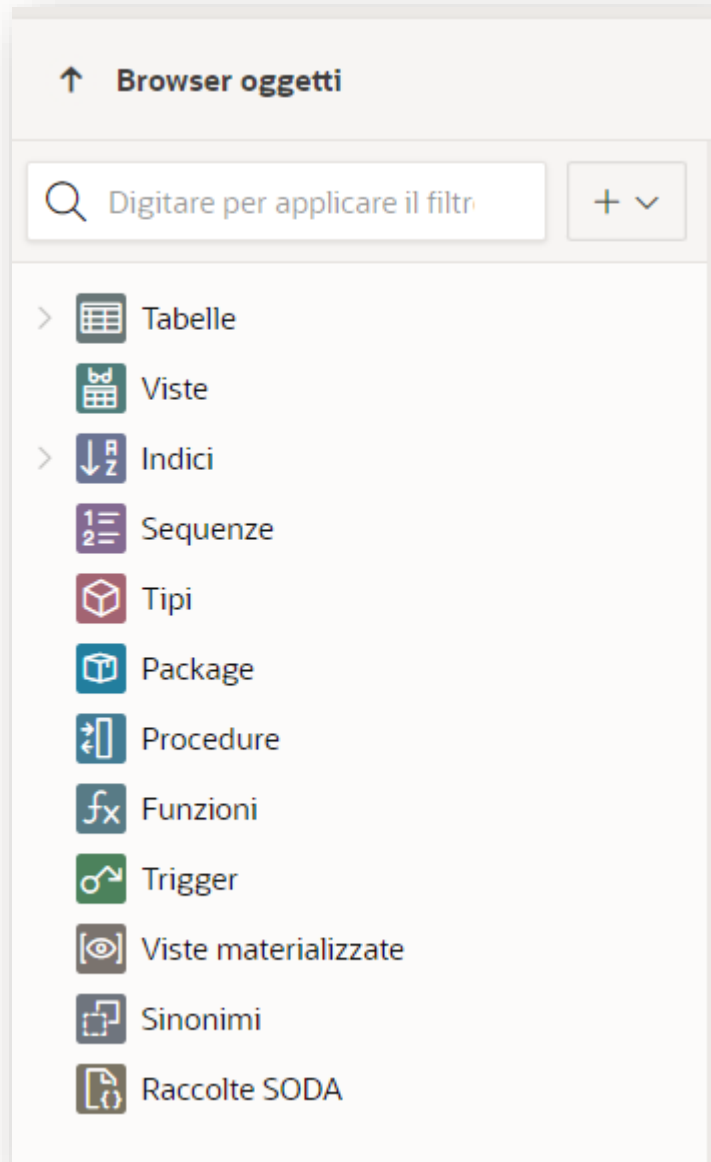 Browser oggetti
Digitare per applicare il filtr
Tabelle
Viste
Indici
Sequenze
Tipi
Package
Procedure
Funzioni
Trigger
Viste materializzate
Sinonimi
Raccolte SODA